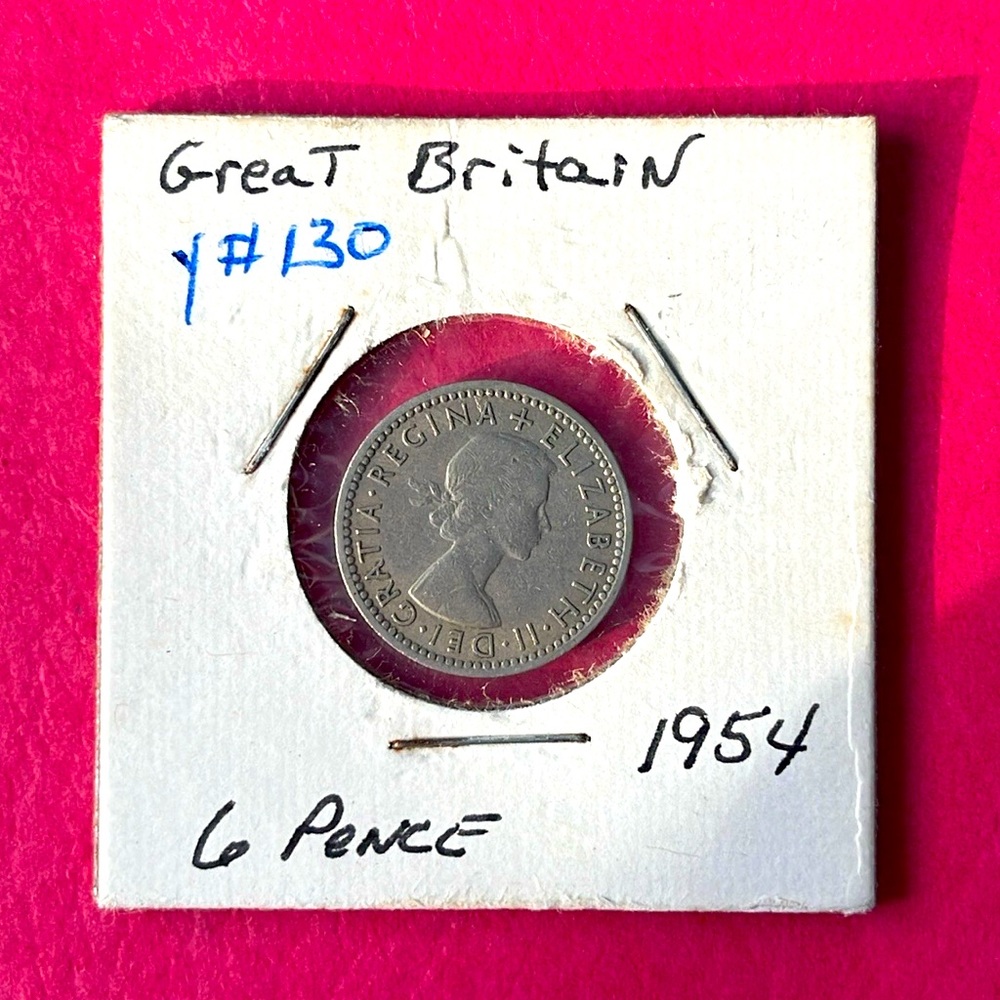 GreaT BritaiN
y#130
+ ELIZABETH·II·DEI·GRATIA·REGINA
1954
6 PENCE